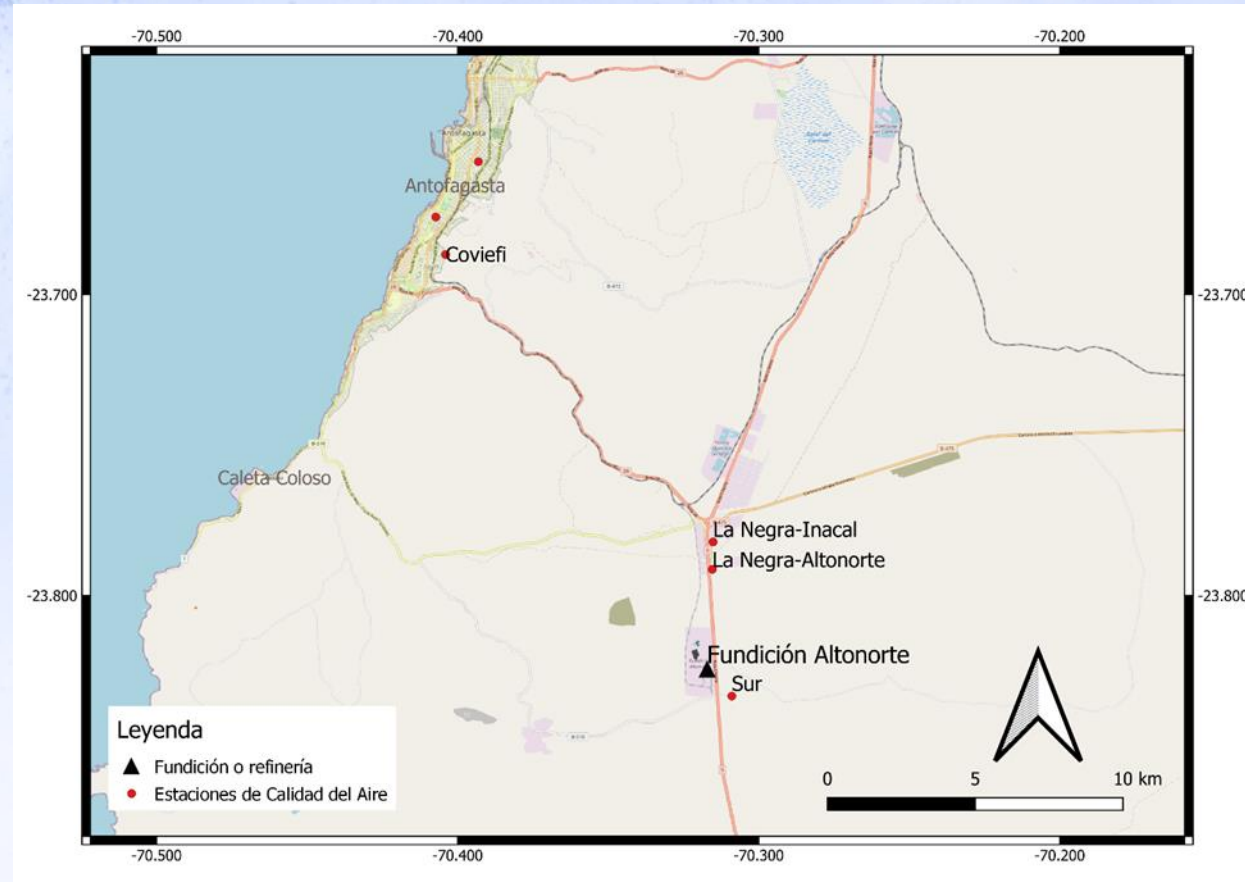 -70.500 -70.400 -70.300 -70.200
Antofagasta
Antofagasta
Coviefi
-23.700 -23.700
B-475
Caleta Coloso
La Negra-Inacal
La Negra-Altonorte
-23.800 -23.800
Fundición Altonorte
Sur
Leyenda
Fundición o refinería
Estaciones de Calidad del Aire
0 5 10 km
-70.500 -70.400 -70.300 -70.200